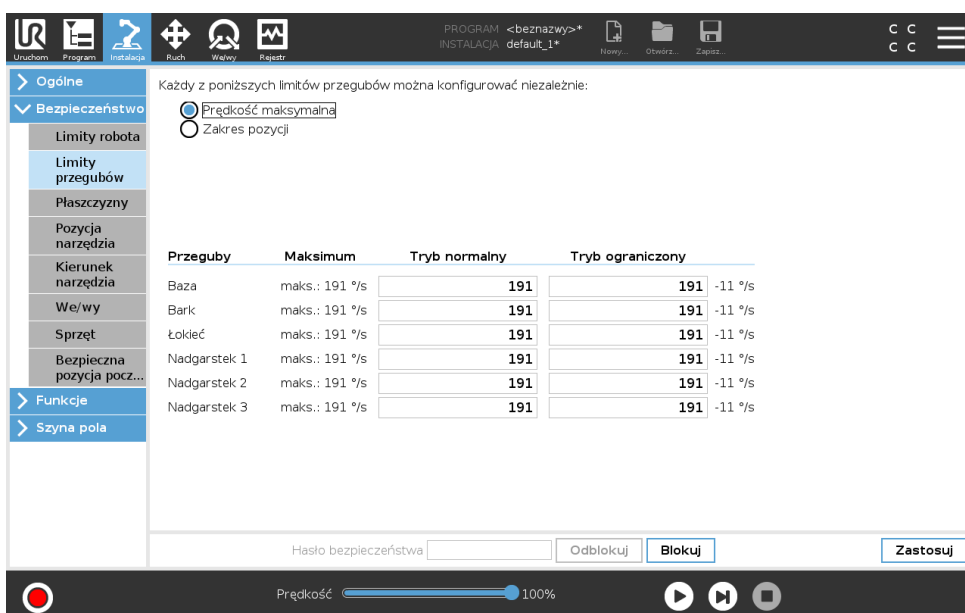 UR
PROGRAM <beznazwy>*
INSTALACJA default_1*
C C
C C
Uruchom Program Instalacja Ruch We/wy Rejestr Nowy... Otwórz... Zapisz...
Ogólne
Bezpieczeństwo
Limity robota
Limity
przegubów
Płaszczyzny
Pozycja
narzędzia
Kierunek
narzędzia
We/wy
Sprzęt
Bezpieczna
pozycja pocz...
Funkcje
Szyna pola
Każdy z poniższych limitów przegubów można konfigurować niezależnie:
Prędkość maksymalna
Zakres pozycji
Przeguby Maksimum Tryb normalny Tryb ograniczony
Baza maks.: 191 °/s 191 191 -11 °/s
Bark maks.: 191 °/s 191 191 -11 °/s
Łokieć maks.: 191 °/s 191 191 -11 °/s
Nadgarstek 1 maks.: 191 °/s 191 191 -11 °/s
Nadgarstek 2 maks.: 191 °/s 191 191 -11 °/s
Nadgarstek 3 maks.: 191 °/s 191 191 -11 °/s
Hasło bezpieczeństwa Odblokuj Blokuj Zastosuj
Prędkość 100%